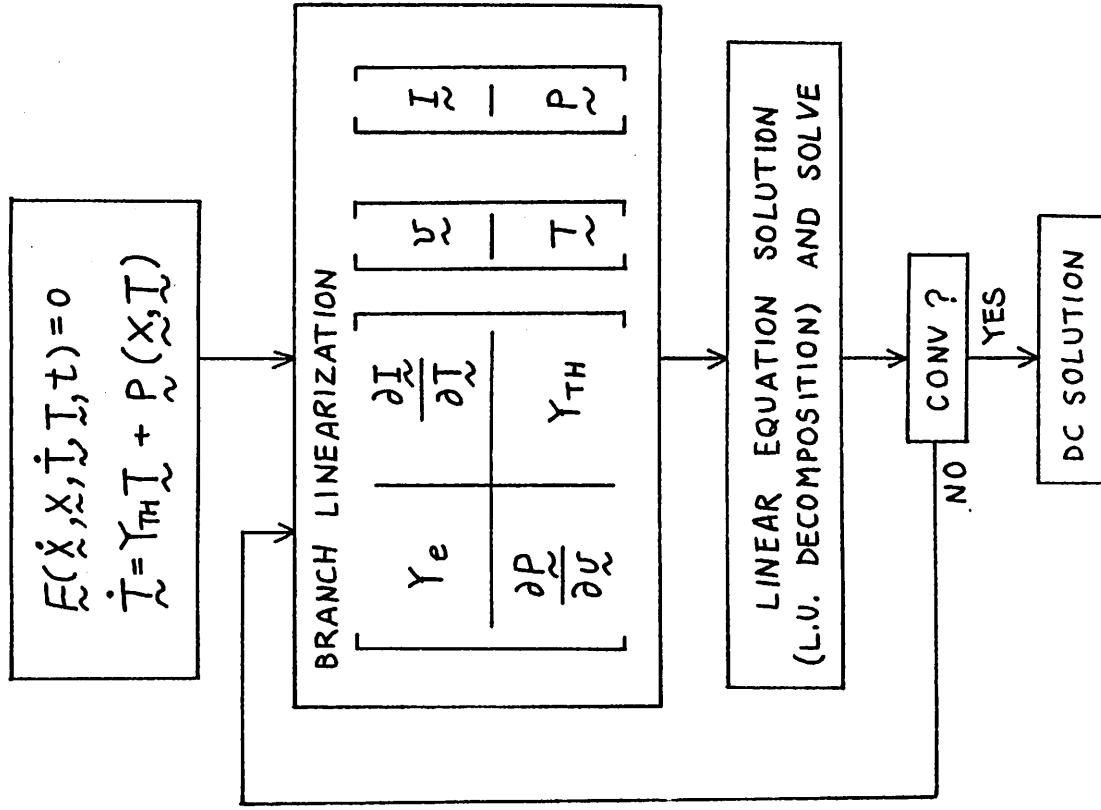 F(Ẋ, X, Ṫ, T, t) = 0
Ṫ = Y_TH T + P(X, T)
BRANCH LINEARIZATION
[ Y_e | ∂I/∂T ] [ v ] [ I ]
[ ∂P/∂v | Y_TH ] [ T ] [ P ]
LINEAR EQUATION SOLUTION
(L.U. DECOMPOSITION) AND SOLVE
CONV ?
NO
YES
DC SOLUTION